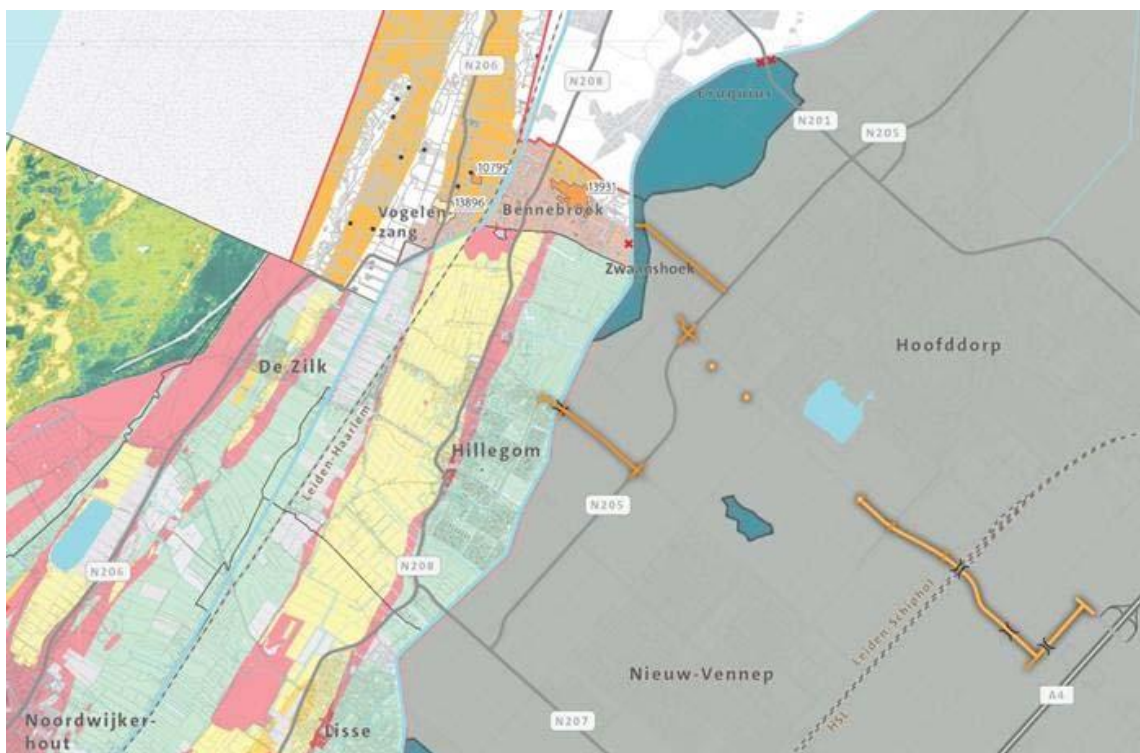 N206
N208
Cruquius
N201
N205
10795
13931
13896
Vogelen-
zang
Bennebroek
Zwaanshoek
Hoofddorp
De Zilk
Leiden-Haarlem
Hillegom
N205
N206
N208
Leiden Schiphol
Nieuw-Vennep
A4
Noordwijker-
hout
Lisse
N207
HSL